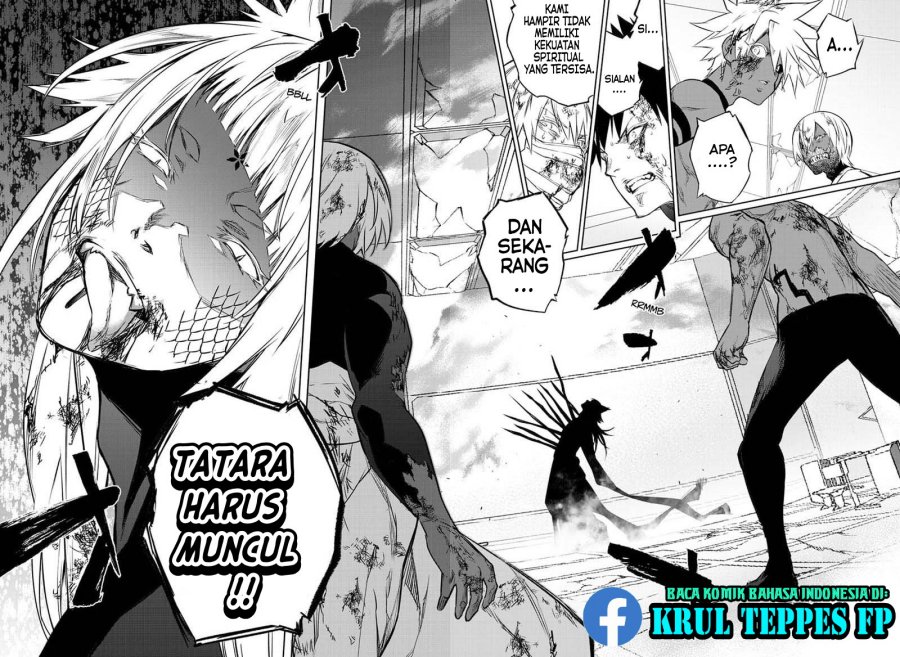 A...
APA
....?
SI...
SIALAN
....
KAMI
HAMPIR TIDAK
MEMILIKI
KEKUATAN
SPIRITUAL
YANG TERSISA.
DAN
SEKA-
RANG
...
RRMMB
BBLL
TATARA
HARUS
MUNCUL
!!
BACA KOMIK BAHASA INDONESIA DI:
f KRUL TEPPES FP